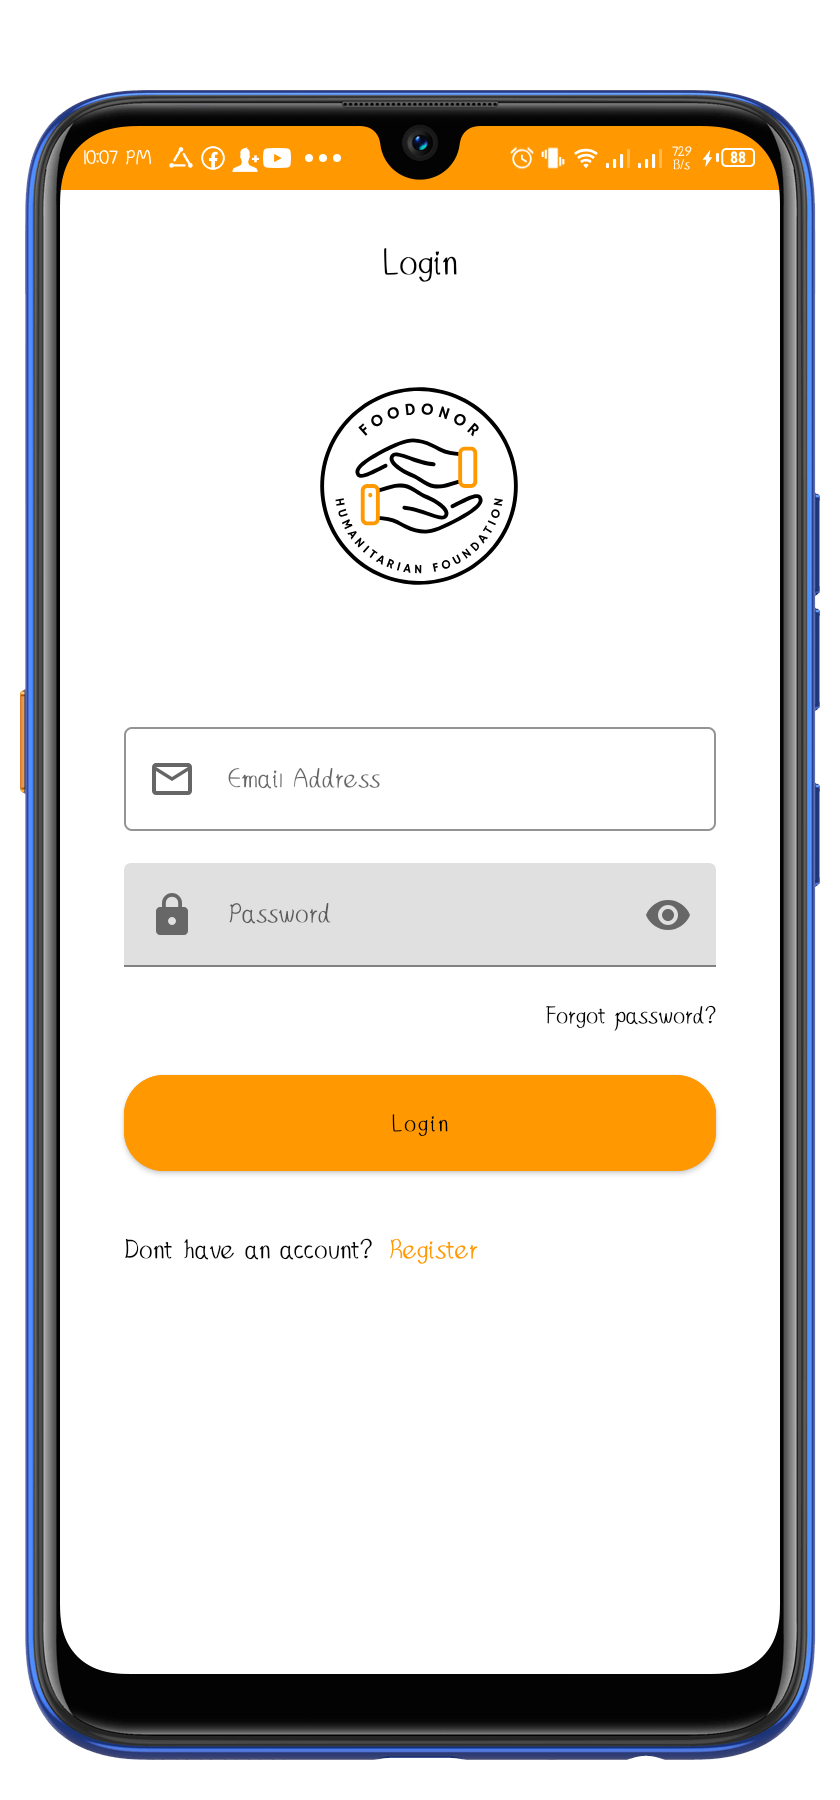 10:07 PM
729
B/s
88
Login
FOODONOR
HUMANITARIAN FOUNDATION
Email Address
Password
Forgot password?
Login
Dont have an account? Register